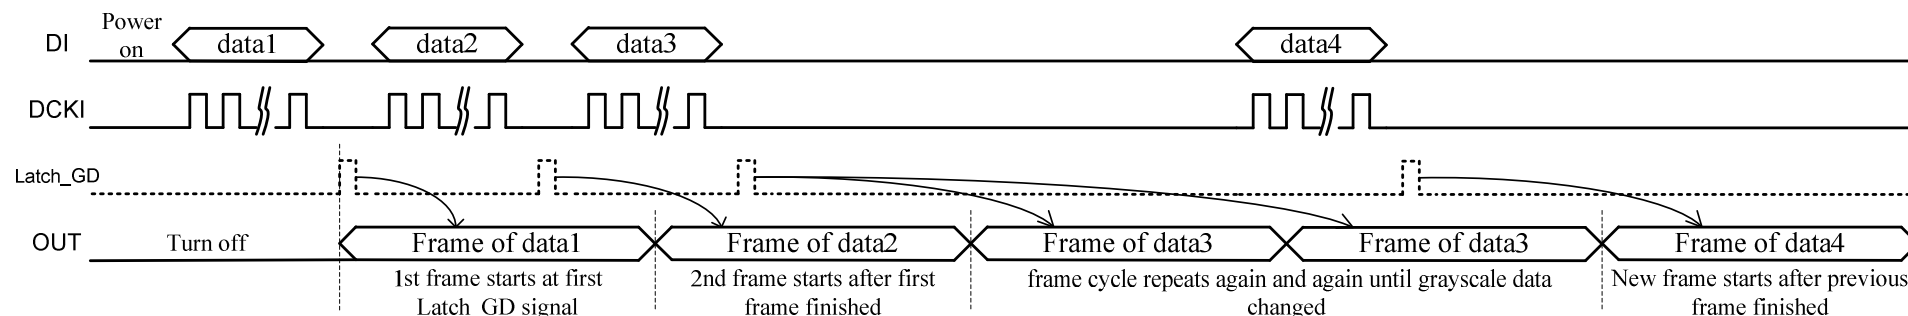 Power
on
DI
data1
data2
data3
data4
DCKI
Latch_GD
OUT
Turn off
Frame of data1
Frame of data2
Frame of data3
Frame of data3
Frame of data4
1st frame starts at first
Latch_GD signal
2nd frame starts after first
frame finished
frame cycle repeats again and again until grayscale data
changed
New frame starts after previous
frame finished